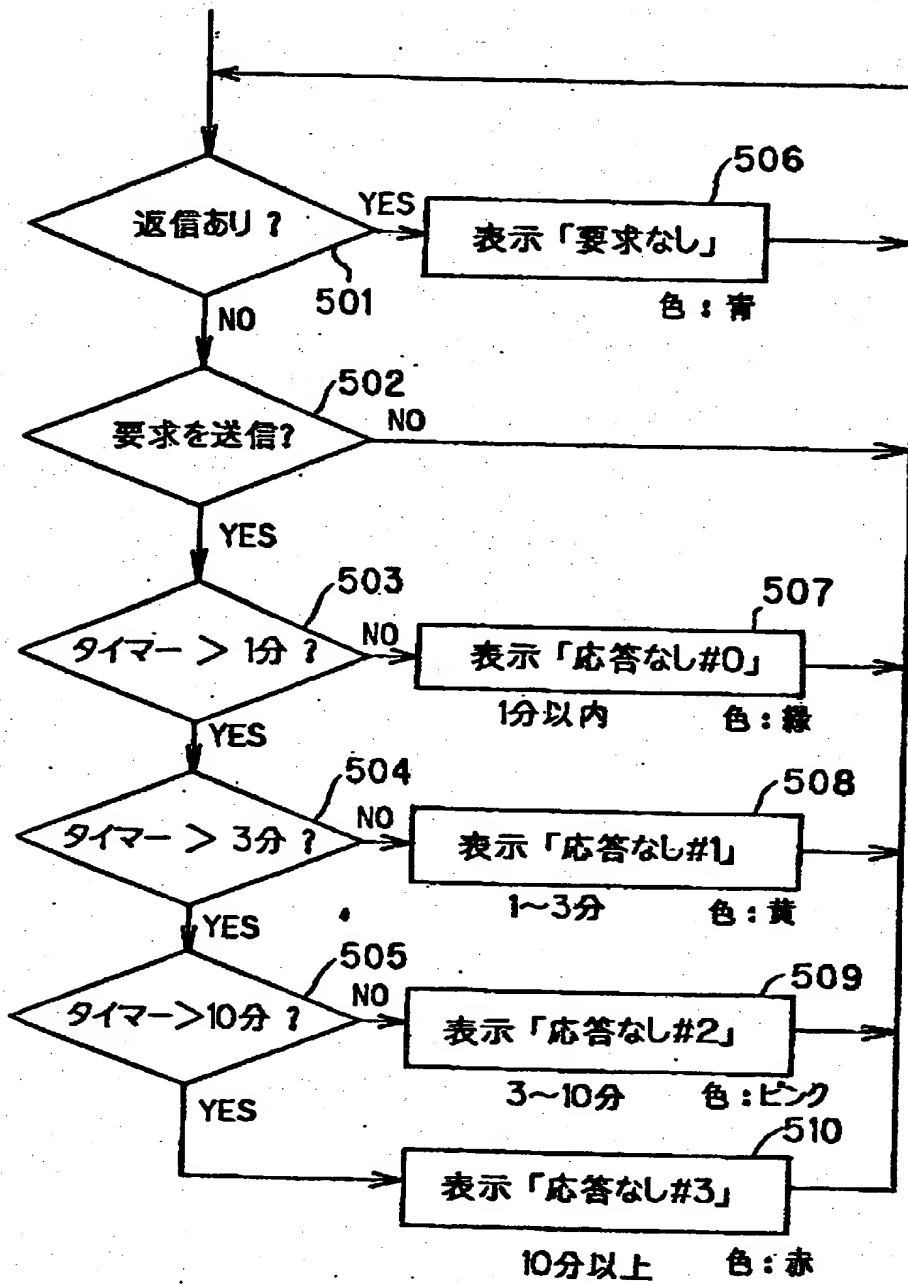 506
返信あり?
YES
表示「要求なし」
501
色:青
NO
502
要求を送信?
NO
YES
503
507
タイマー > 1分 ?
NO
表示「応答なし#0」
1分以内
色:緑
YES
504
508
タイマー > 3分 ?
NO
表示「応答なし#1」
1~3分
色:黄
YES
505
509
タイマー>10分 ?
NO
表示「応答なし#2」
3~10分
色:ピンク
YES
510
表示「応答なし#3」
10分以上
色:赤